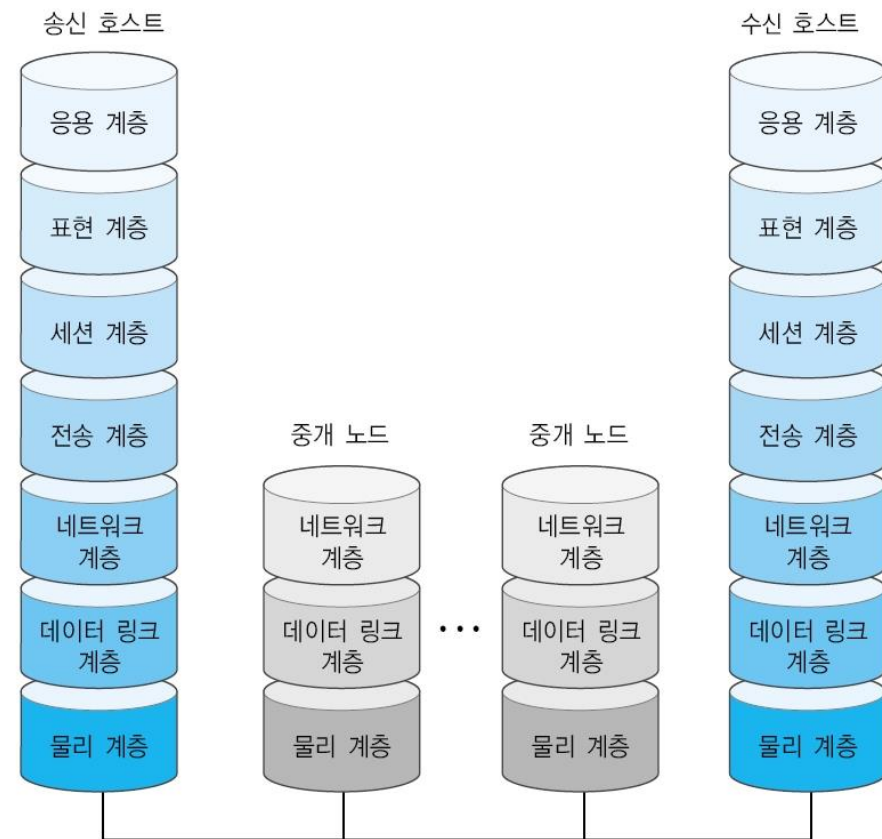 송신 호스트
수신 호스트
응용 계층
응용 계층
표현 계층
표현 계층
세션 계층
세션 계층
전송 계층
중개 노드
중개 노드
전송 계층
네트워크
계층
네트워크
계층
네트워크
계층
네트워크
계층
데이터 링크
계층
데이터 링크
계층
...
데이터 링크
계층
데이터 링크
계층
물리 계층
물리 계층
물리 계층
물리 계층